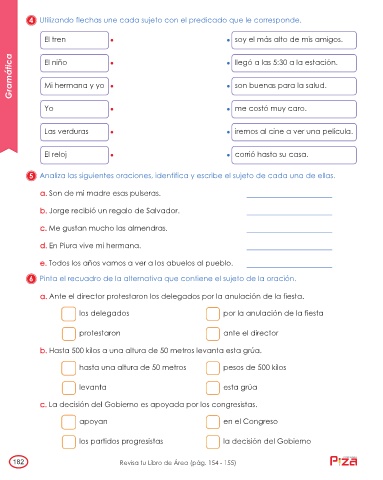 Gramática
4 Utilizando flechas une cada sujeto con el predicado que le corresponde.
El tren • • soy el más alto de mis amigos.
El niño • • llegó a las 5:30 a la estación.
Mi hermana y yo • • son buenas para la salud.
Yo • • me costó muy caro.
Las verduras • • iremos al cine a ver una película.
El reloj • • corrió hasta su casa.
5 Analiza las siguientes oraciones, identifica y escribe el sujeto de cada una de ellas.
a. Son de mi madre esas pulseras.
b. Jorge recibió un regalo de Salvador.
c. Me gustan mucho las almendras.
d. En Piura vive mi hermana.
e. Todos los años vamos a ver a los abuelos al pueblo.
6 Pinta el recuadro de la alternativa que contiene el sujeto de la oración.
a. Ante el director protestaron los delegados por la anulación de la fiesta.
los delegados por la anulación de la fiesta
protestaron ante el director
b. Hasta 500 kilos a una altura de 50 metros levanta esta grúa.
hasta una altura de 50 metros pesos de 500 kilos
levanta esta grúa
c. La decisión del Gobierno es apoyada por los congresistas.
apoyan en el Congreso
los partidos progresistas la decisión del Gobierno
182 Revisa tu Libro de Área (pág. 154 - 155)